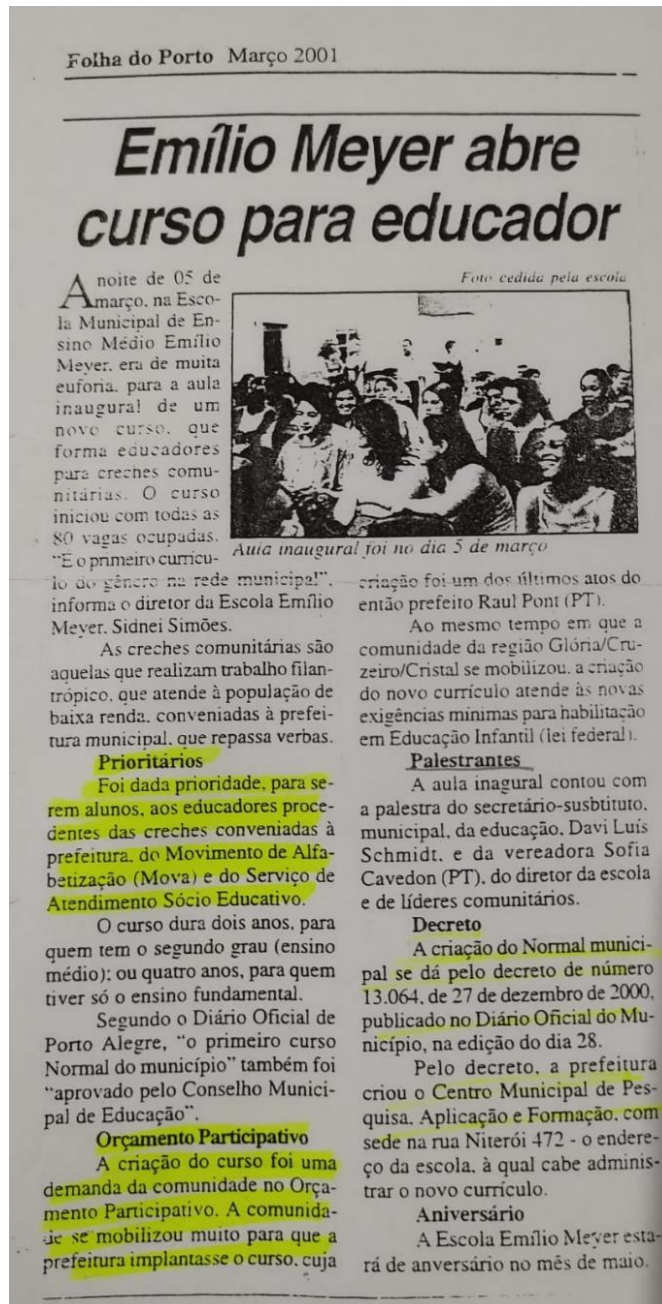 Folha do Porto Março 2001
Emílio Meyer abre
curso para educador
A noite de 05 de
março, na Esco-
la Municipal de En-
sino Médio Emílio
Meyer, era de muita
euforia, para a aula
inaugural de um
novo curso, que
forma educadores
para creches comu-
nitárias. O curso
iniciou com todas as
80 vagas ocupadas.
"E o primeiro currícu-
lo do gênero na rede municipal",
informa o diretor da Escola Emílio
Meyer, Sidnei Simões.
As creches comunitárias são
aquelas que realizam trabalho filan-
trópico, que atende à população de
baixa renda, conveniadas à prefei-
tura municipal, que repassa verbas.
Prioritários
Foi dada prioridade, para se-
rem alunos, aos educadores proce-
dentes das creches conveniadas à
prefeitura, do Movimento de Alfa-
betização (Mova) e do Serviço de
Atendimento Sócio Educativo.
O curso dura dois anos, para
quem tem o segundo grau (ensino
médio); ou quatro anos, para quem
tiver só o ensino fundamental.
Segundo o Diário Oficial de
Porto Alegre, "o primeiro curso
Normal do município" também foi
"aprovado pelo Conselho Munici-
pal de Educação".
Orçamento Participativo
A criação do curso foi uma
demanda da comunidade no Orça-
mento Participativo. A comunida-
de se mobilizou muito para que a
prefeitura implantasse o curso, cuja
Foto cedida pela escola
Aula inaugural foi no dia 5 de março
criação foi um dos últimos atos do
então prefeito Raul Pont (PT).
Ao mesmo tempo em que a
comunidade da região Glória/Cru-
zeiro/Cristal se mobilizou, a criação
do novo currículo atende às novas
exigências mínimas para habilitação
em Educação Infantil (lei federal).
Palestrantes
A aula inagural contou com
a palestra do secretário-susbtituto,
municipal, da educação, Davi Luís
Schmidt, e da vereadora Sofia
Cavedon (PT), do diretor da escola
e de líderes comunitários.
Decreto
A criação do Normal munici-
pal se dá pelo decreto de número
13.064, de 27 de dezembro de 2000,
publicado no Diário Oficial do Mu-
nicípio, na edição do dia 28.
Pelo decreto, a prefeitura
criou o Centro Municipal de Pes-
quisa, Aplicação e Formação, com
sede na rua Niterói 472 - o endere-
ço da escola, à qual cabe adminis-
trar o novo currículo.
Aniversário
A Escola Emílio Meyer esta-
rá de anversário no mês de maio.